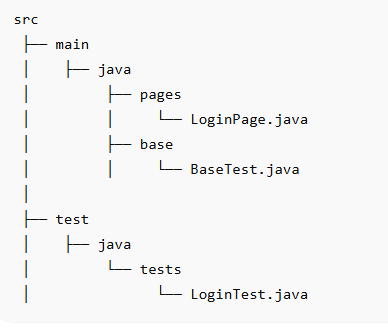 src
├── main
│   ├── java
│       ├── pages
│       │   └── LoginPage.java
│       ├── base
│       │   └── BaseTest.java
│
├── test
│   ├── java
│       └── tests
│           └── LoginTest.java